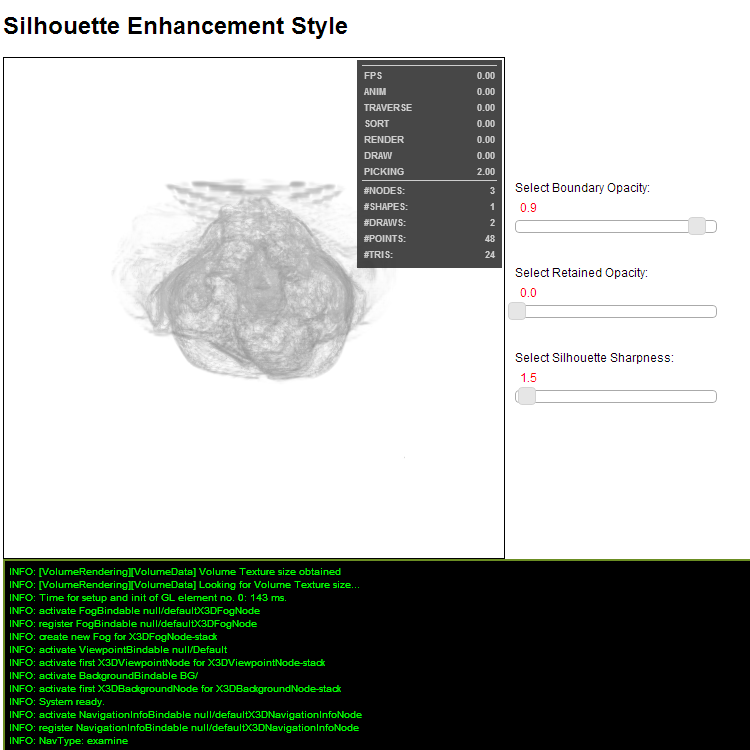 Silhouette Enhancement Style
FPS 0.00
ANIM 0.00
TRAVERSE 0.00
SORT 0.00
RENDER 0.00
DRAW 0.00
PICKING 2.00
#NODES: 3
#SHAPES: 1
#DRAWS: 2
#POINTS: 48
#TRIS: 24
Select Boundary Opacity:
0.9
Select Retained Opacity:
0.0
Select Silhouette Sharpness:
1.5
INFO: [VolumeRendering][VolumeData] Volume Texture size obtained
INFO: [VolumeRendering][VolumeData] Looking for Volume Texture size...
INFO: Time for setup and init of GL element no. 0: 143 ms.
INFO: activate FogBindable null/defaultX3DFogNode
INFO: register FogBindable null/defaultX3DFogNode
INFO: create new Fog for X3DFogNode-stack
INFO: activate ViewpointBindable null/Default
INFO: activate first X3DViewpointNode for X3DViewpointNode-stack
INFO: activate BackgroundBindable BG/
INFO: activate first X3DBackgroundNode for X3DBackgroundNode-stack
INFO: System ready.
INFO: activate NavigationInfoBindable null/defaultX3DNavigationInfoNode
INFO: register NavigationInfoBindable null/defaultX3DNavigationInfoNode
INFO: NavType: examine